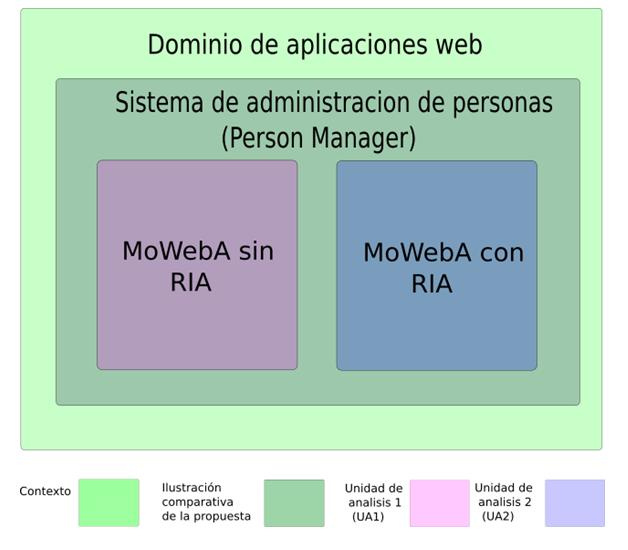 Dominio de aplicaciones web
Sistema de administracion de personas
(Person Manager)
MoWebA sin
RIA
MoWebA con
RIA
Contexto
Ilustración
comparativa
de la propuesta
Unidad de
analisis 1
(UA1)
Unidad de
analisis 2
(UA2)